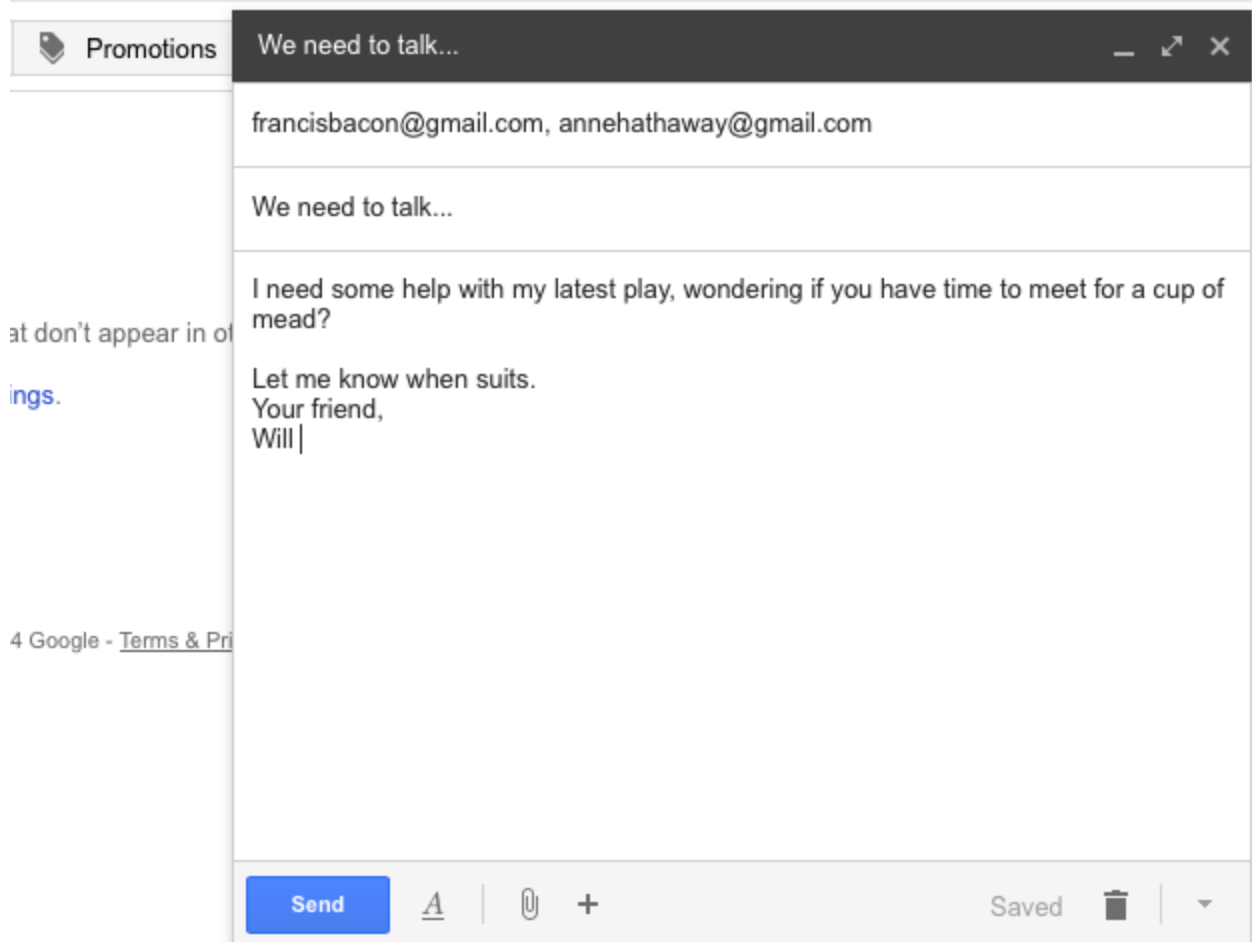 Promotions
We need to talk...
francisbacon@gmail.com, annehathaway@gmail.com
We need to talk...
I need some help with my latest play, wondering if you have time to meet for a cup of
mead?
at don't appear in
Let me know when suits.
ings.
Your friend,
Will
4 Google - Terms &
Send A
Saved